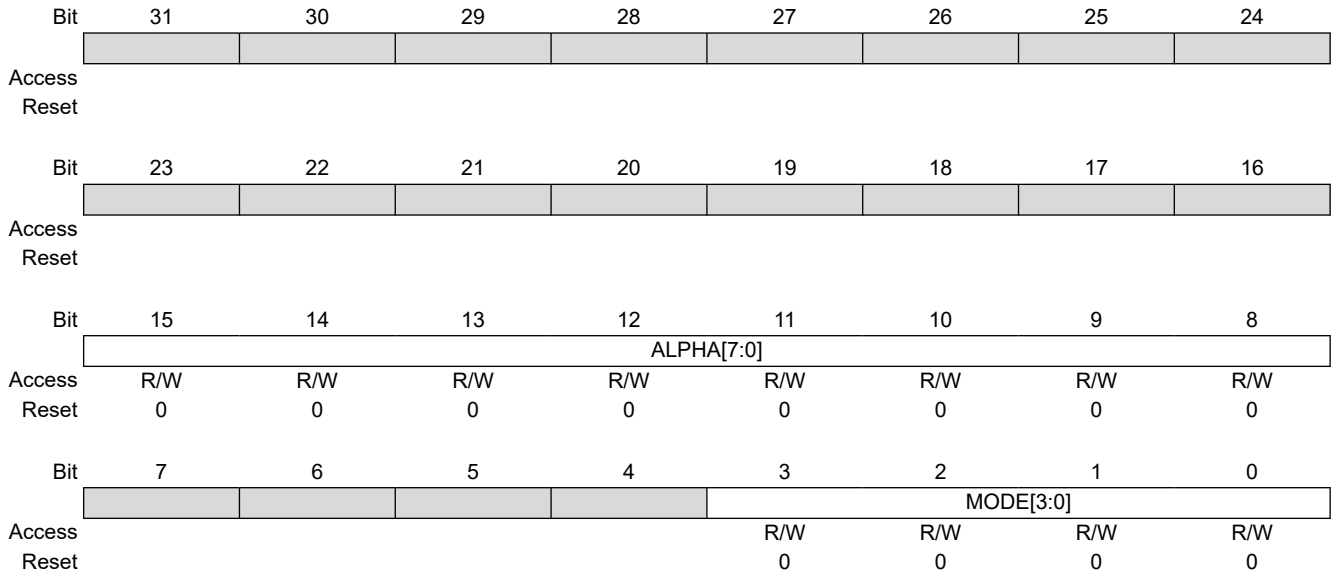 Bit 31 30 29 28 27 26 25 24
Access
Reset
Bit 23 22 21 20 19 18 17 16
Access
Reset
Bit 15 14 13 12 11 10 9 8
ALPHA[7:0]
Access R/W R/W R/W R/W R/W R/W R/W R/W
Reset 0 0 0 0 0 0 0 0
Bit 7 6 5 4 3 2 1 0
MODE[3:0]
Access R/W R/W R/W R/W
Reset 0 0 0 0